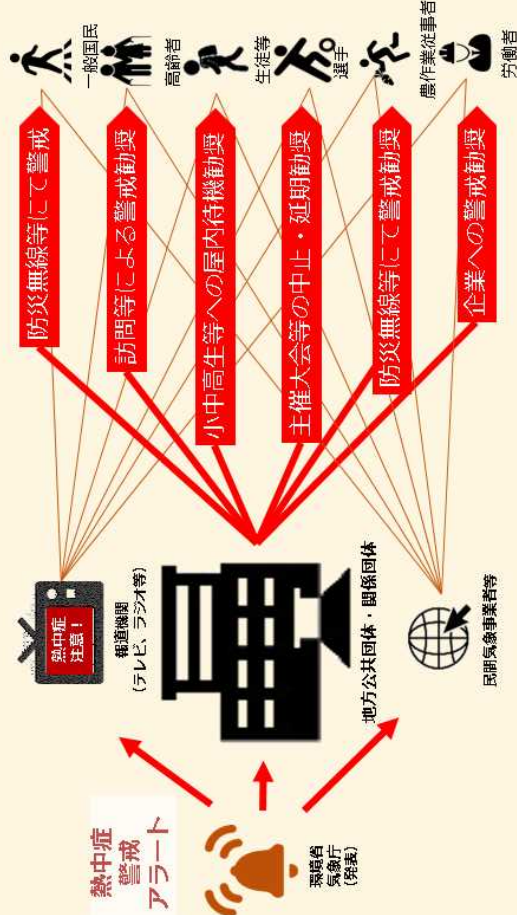 熱中症
警戒
アラート
環境省
気象庁
(発表)
熱中症
注意！
報道機関
(テレビ、ラジオ等)
地方公共団体・関係団体
民間気象事業者等
防災無線等にて警戒
訪問等による警戒勧奨
小中高生等への屋内待機勧奨
主催大会等の中止・延期勧奨
防災無線等にて警戒勧奨
企業への警戒勧奨
一般国民
高齢者
生徒等
選手
農作業従事者
労働者